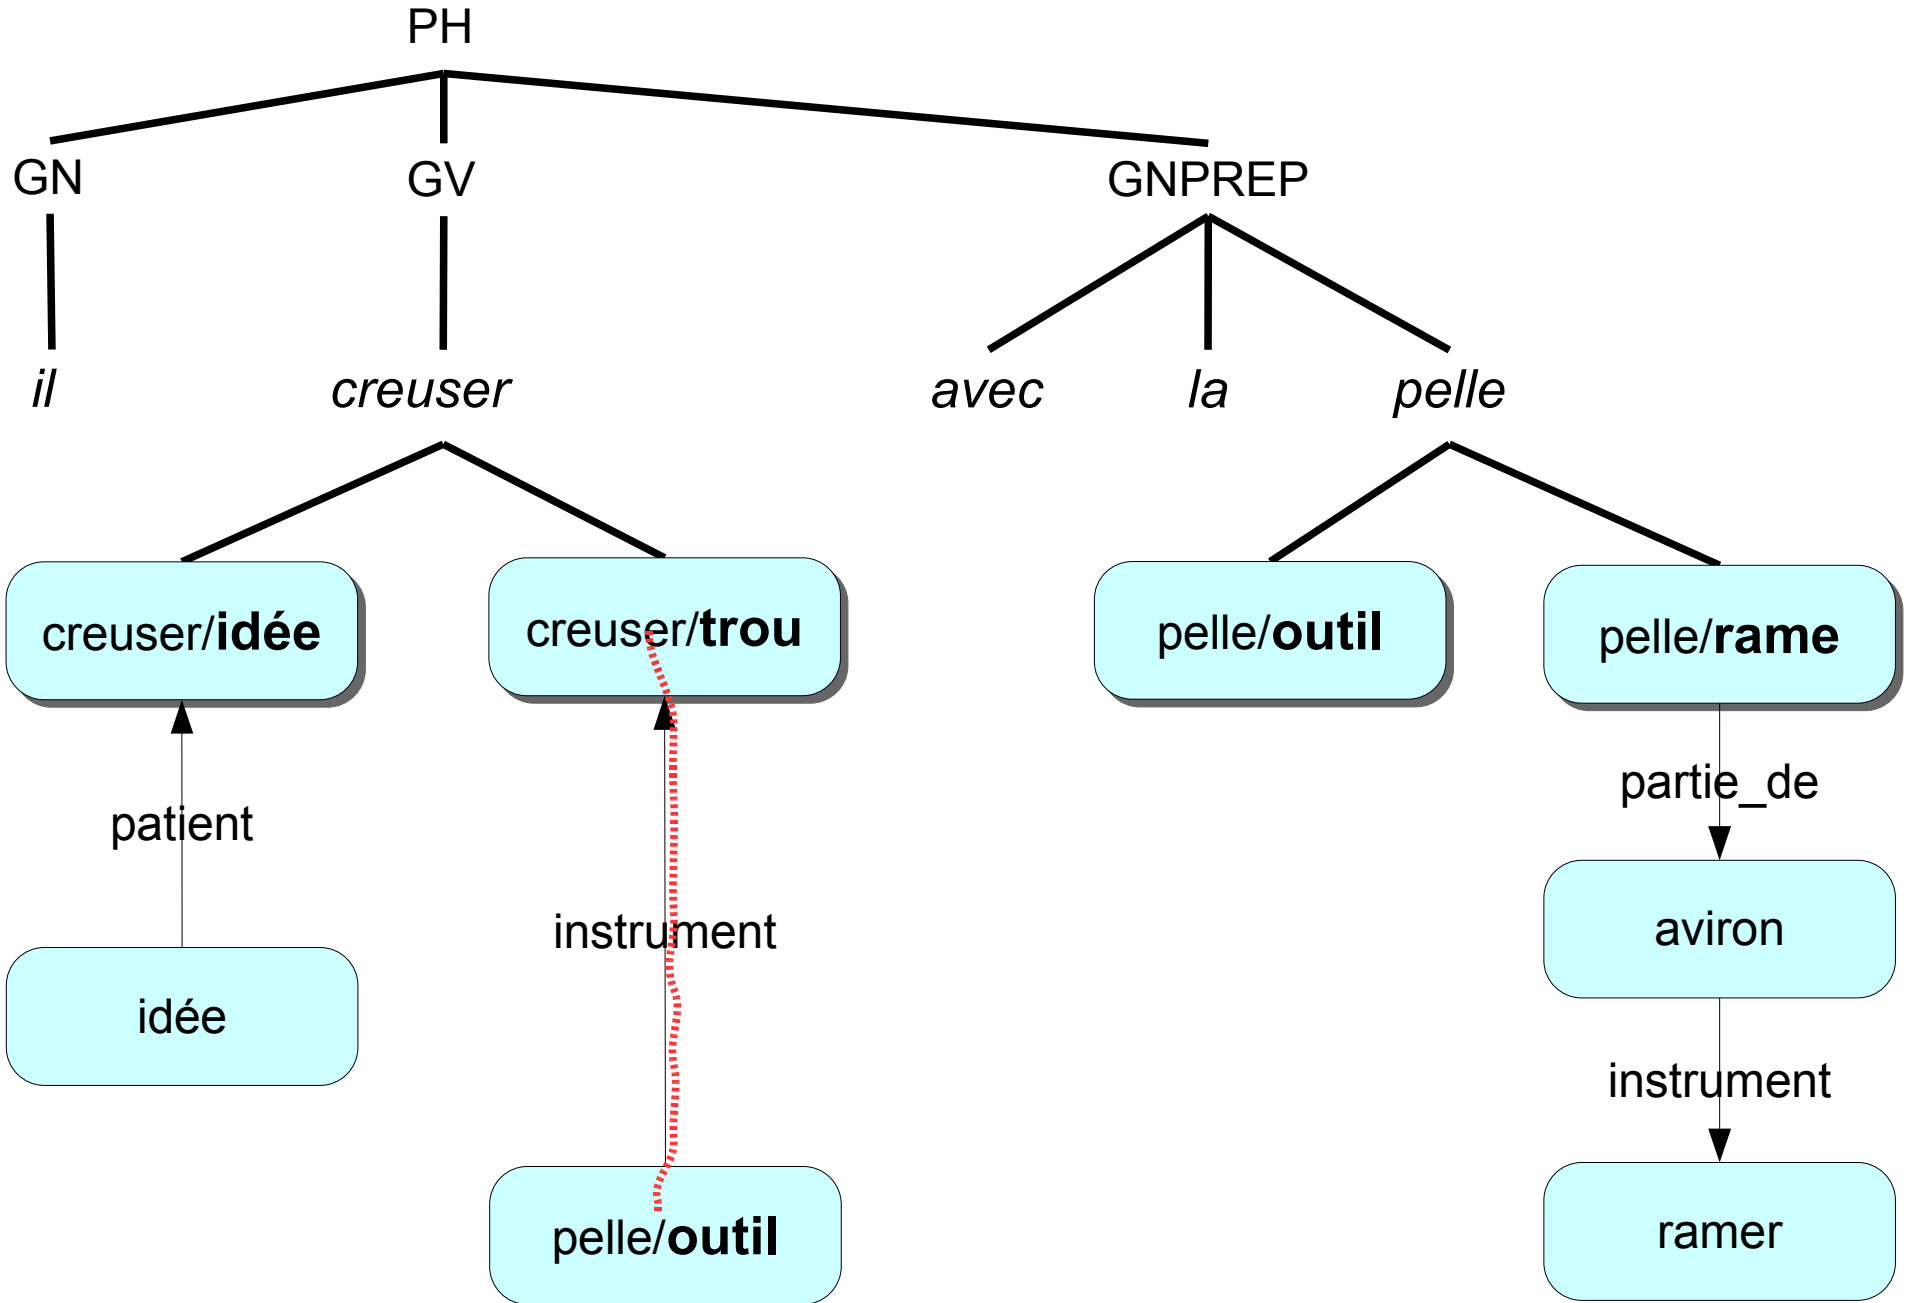 PH
GN GV GNPREP
il creuser avec la pelle
creuser/idée creuser/trou pelle/outil pelle/rame
partie_de
patient
instrument aviron
idée
instrument
pelle/outil ramer